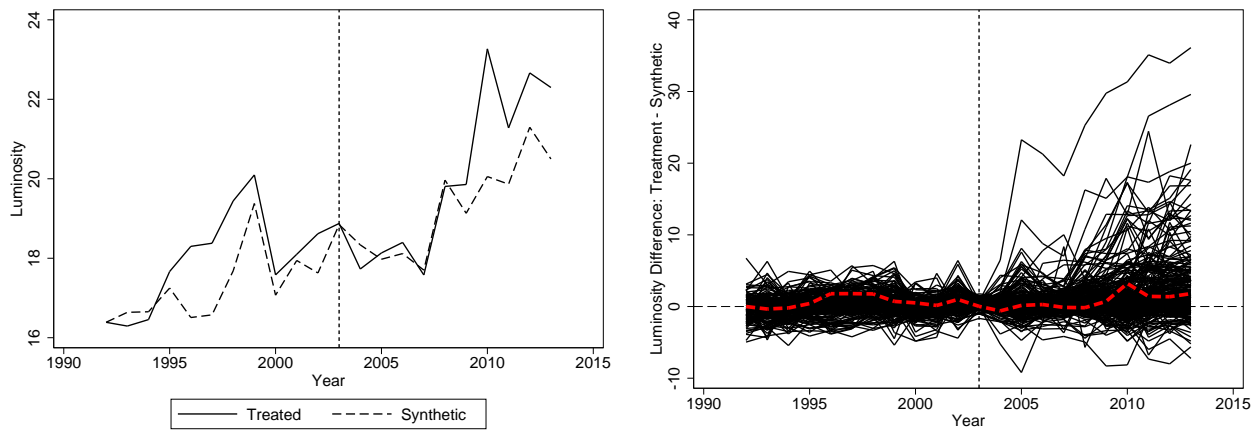 Luminosity
24
22
20
18
16
1990 1995 2000 2005 2010 2015
Year
Treated Synthetic
Luminosity Difference: Treatment - Synthetic
40
30
20
10
0
-10
1990 1995 2000 2005 2010 2015
Year